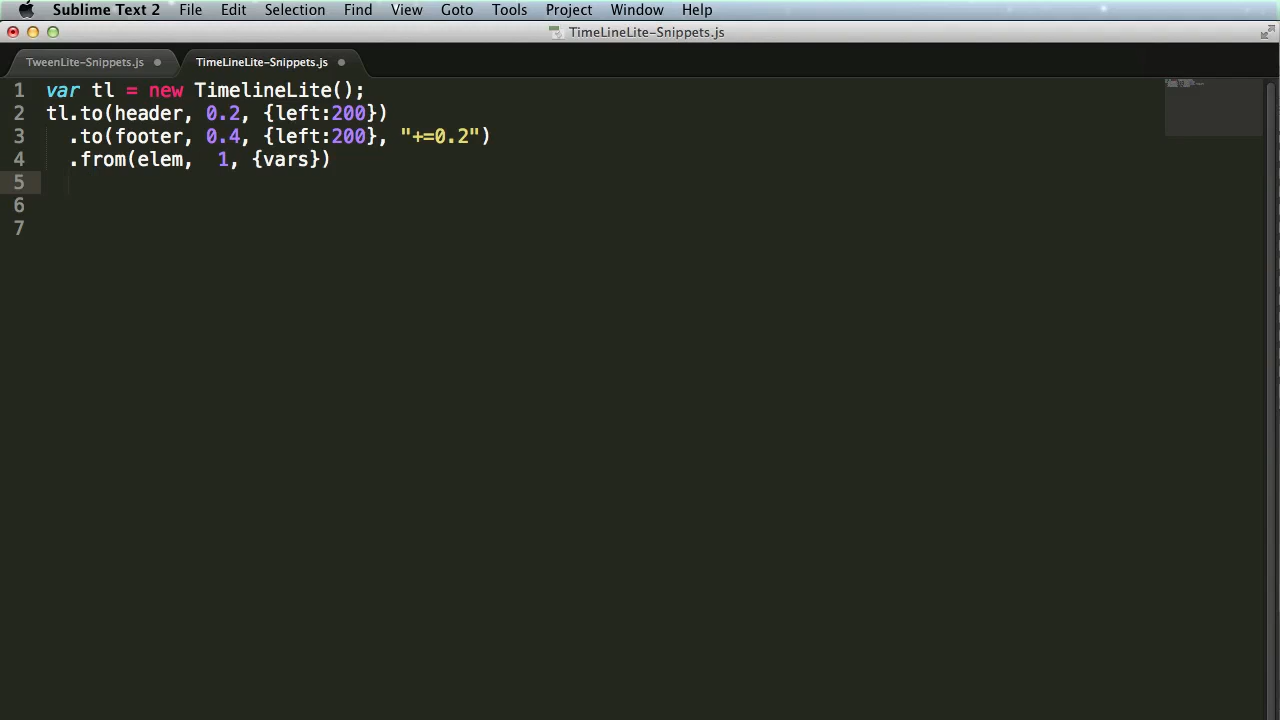 Sublime Text 2 File Edit Selection Find View Goto Tools Project Window Help
TimeLineLite-Snippets.js
TweenLite-Snippets.js TimeLineLite-Snippets.js
1 var tl = new TimelineLite();
2 tl.to(header, 0.2, {left:200})
3   .to(footer, 0.4, {left:200}, "+=0.2")
4   .from(elem,  1, {vars})
5
6
7